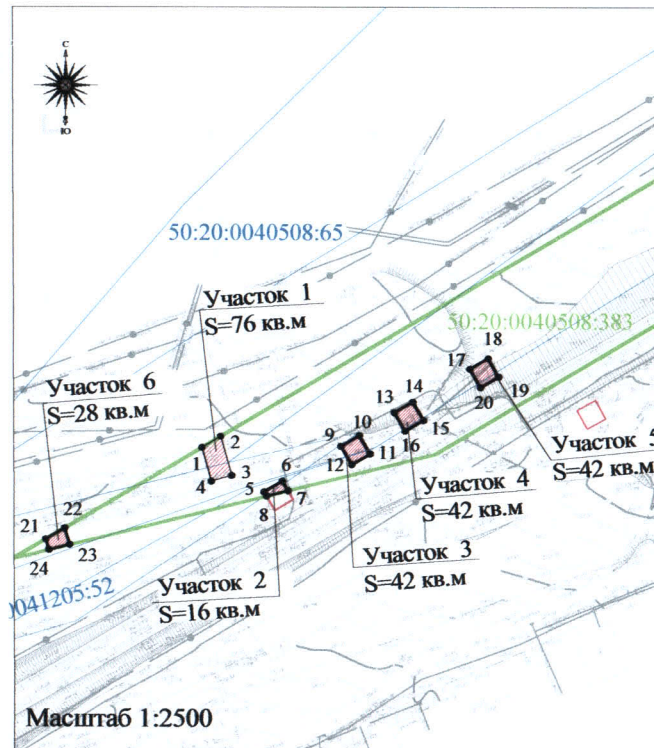 С
Ю
50:20:0040508:65
Участок 1
S=76 кв.м
50:20:0040508:383
Участок 6
S=28 кв.м
18
17
19
20
14
13
15
16
2
1
3
4
10
9
11
12
6
5
7
8
22
21
23
24
Участок 5
S=42 кв.м
Участок 4
S=42 кв.м
Участок 3
S=42 кв.м
Участок 2
S=16 кв.м
0041205:52
Масштаб 1:2500